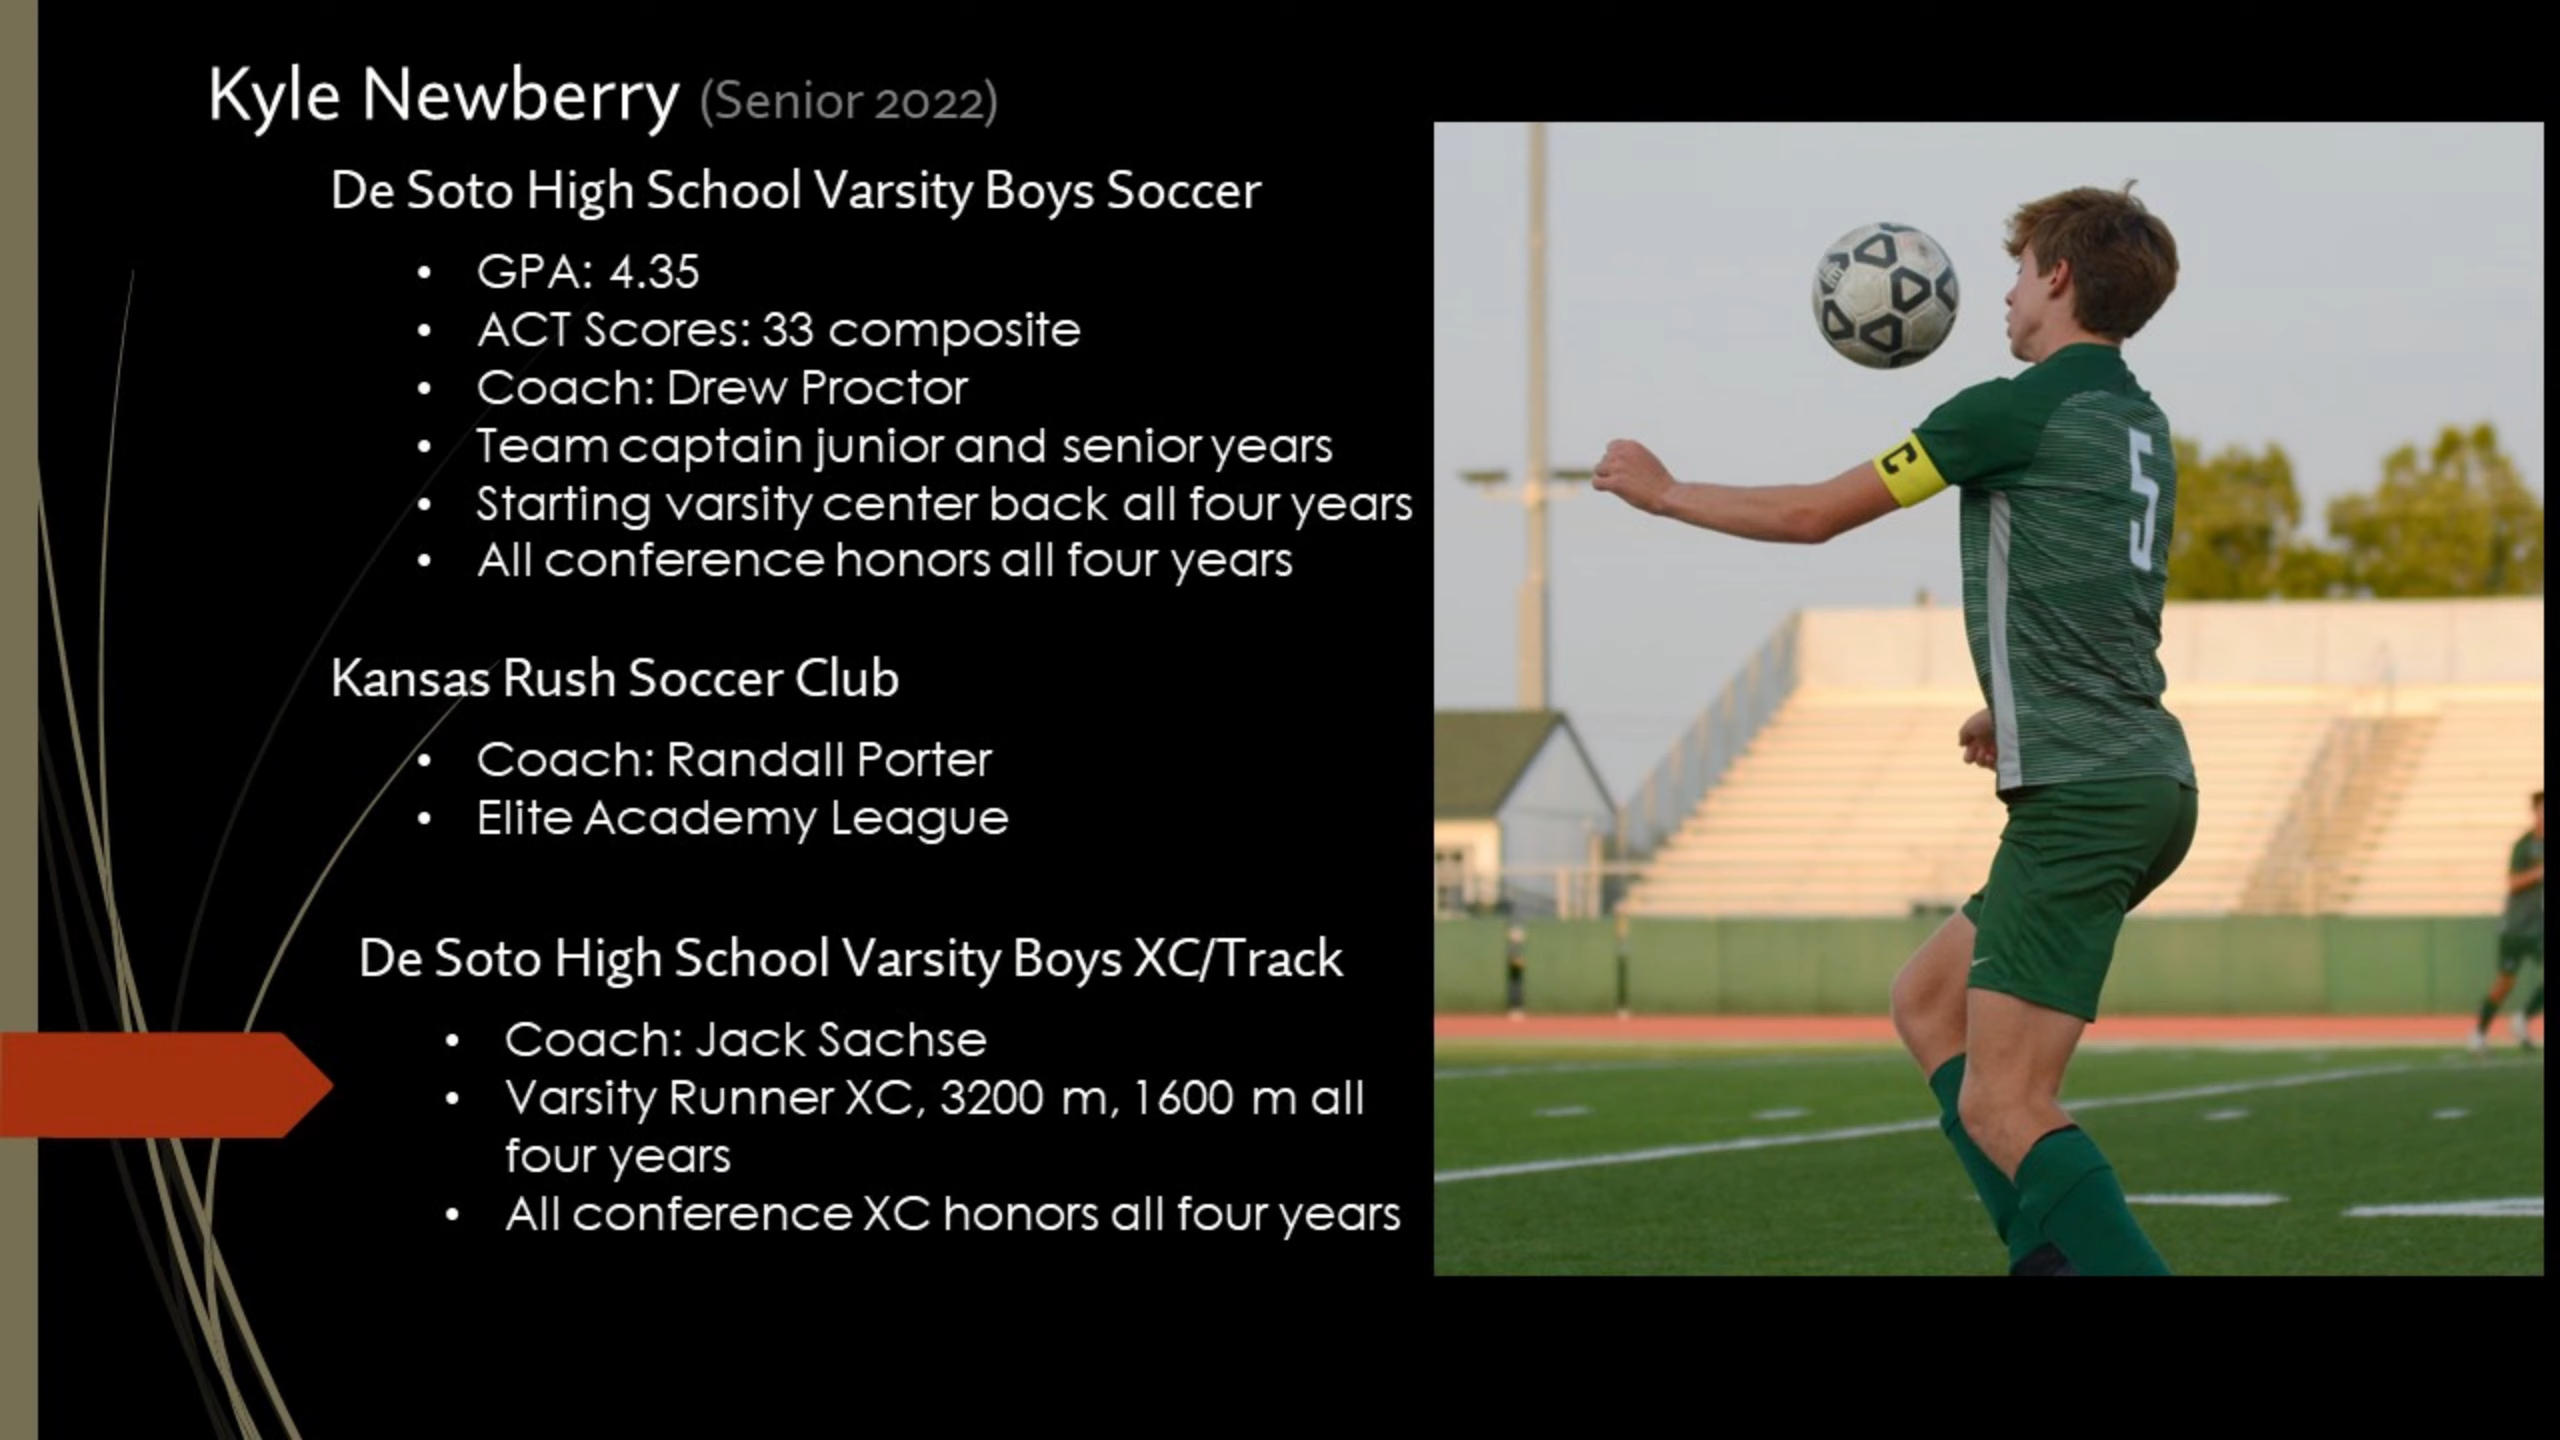 Kyle Newberry (Senior 2022)
De Soto High School Varsity Boys Soccer
• GPA: 4.35
• ACT Scores: 33 composite
• Coach: Drew Proctor
• Team captain junior and senior years
• Starting varsity center back all four years
• All conference honors all four years
Kansas Rush Soccer Club
• Coach: Randall Porter
• Elite Academy League
De Soto High School Varsity Boys XC/Track
• Coach: Jack Sachse
• Varsity Runner XC, 3200 m, 1600 m all
four years
• All conference XC honors all four years
C
5